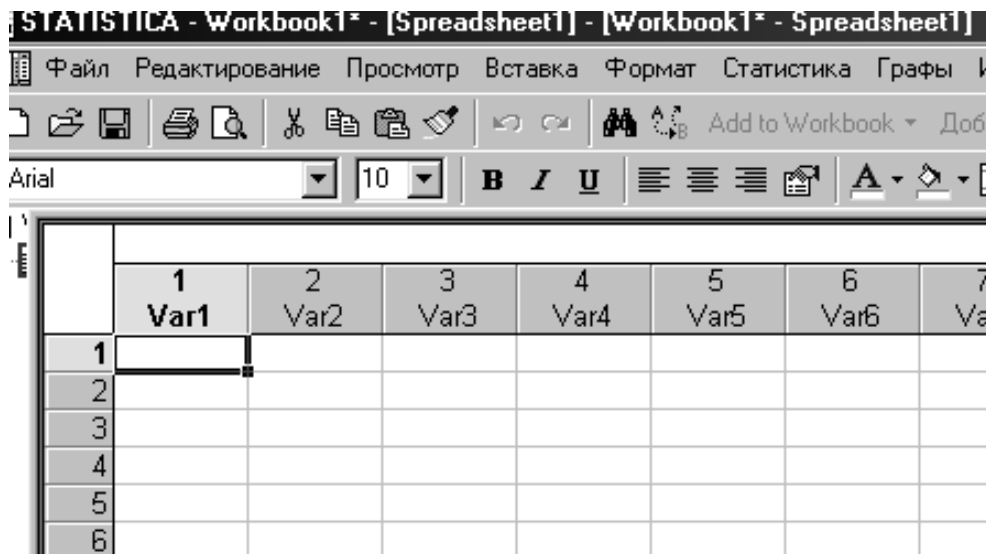 STATISTICA - Workbook1* - [Spreadsheet1] - [Workbook1* - Spreadsheet1]
Файл Редактирование Просмотр Вставка Формат Статистика Графы
Add to Workbook
Arial 10 B I U A
1 2 3 4 5 6 7
Var1 Var2 Var3 Var4 Var5 Var6
1
2
3
4
5
6